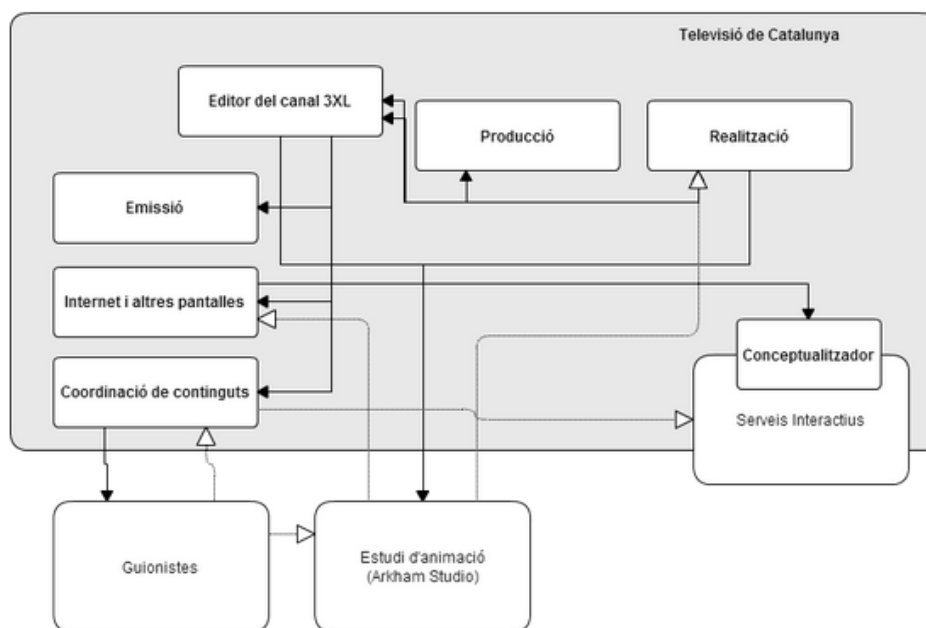 Televisió de Catalunya
Editor del canal 3XL
Producció
Realització
Emissió
Internet i altres pantalles
Conceptualitzador
Coordinació de continguts
Serveis Interactius
Guionistes
Estudi d'animació
(Arkham Studio)